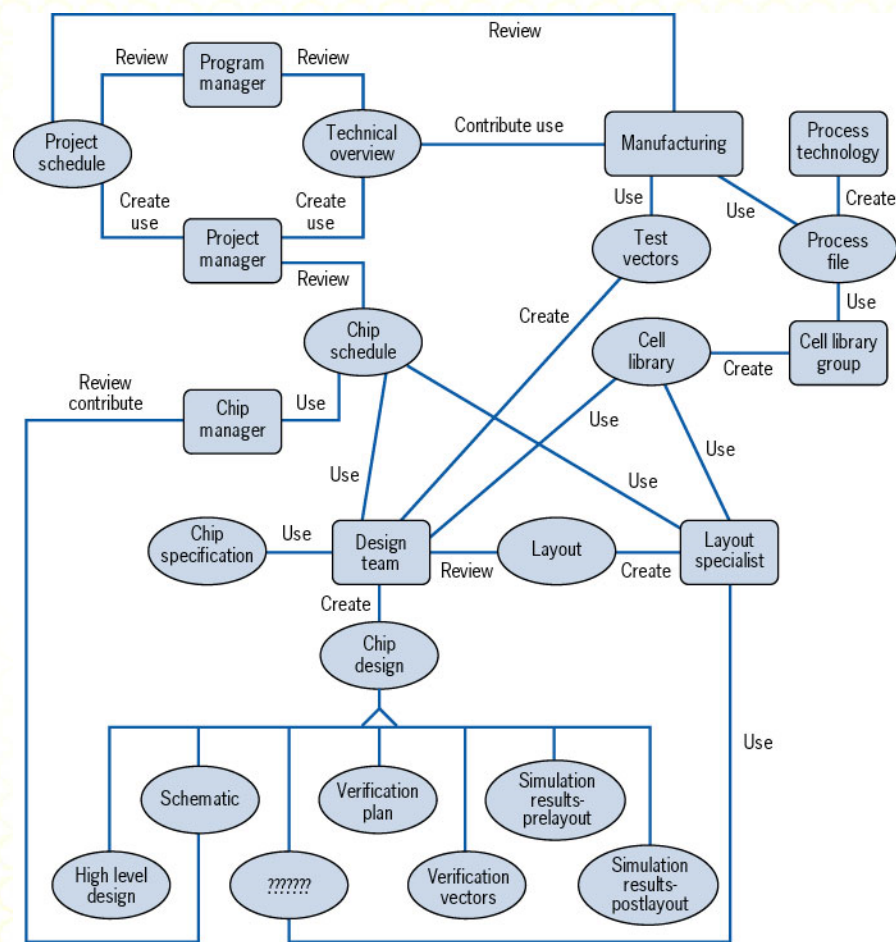 Review
Review
Program
manager
Review
Project
schedule
Technical
overview
Contribute use
Manufacturing
Process
technology
Create
use
Create
use
Use
Use
Create
Project
manager
Review
Test
vectors
Process
file
Create
Use
Chip
schedule
Cell
library
Create
Cell library
group
Review
contribute
Chip
manager
Use
Use
Use
Use
Use
Chip
specification
Use
Design
team
Review
Layout
Create
Layout
specialist
Create
Chip
design
Use
Schematic
Verification
plan
Simulation
results-
prelayout
High level
design
???????
Verification
vectors
Simulation
results-
postlayout